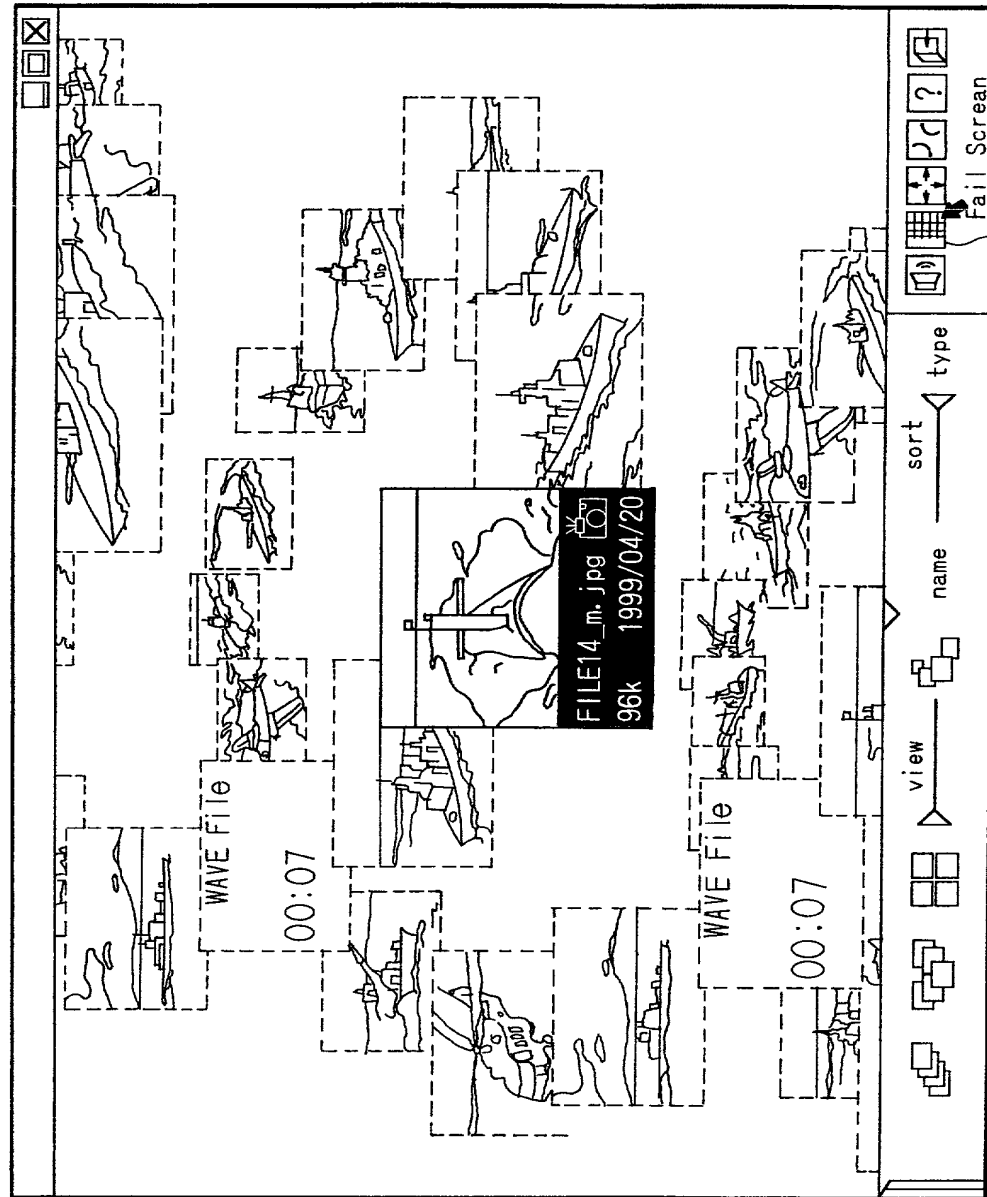 WAVE File
00:07
FILE14_m.jpg
96k 1999/04/20
WAVE File
00:07
view name sort type
?
Fail Screan